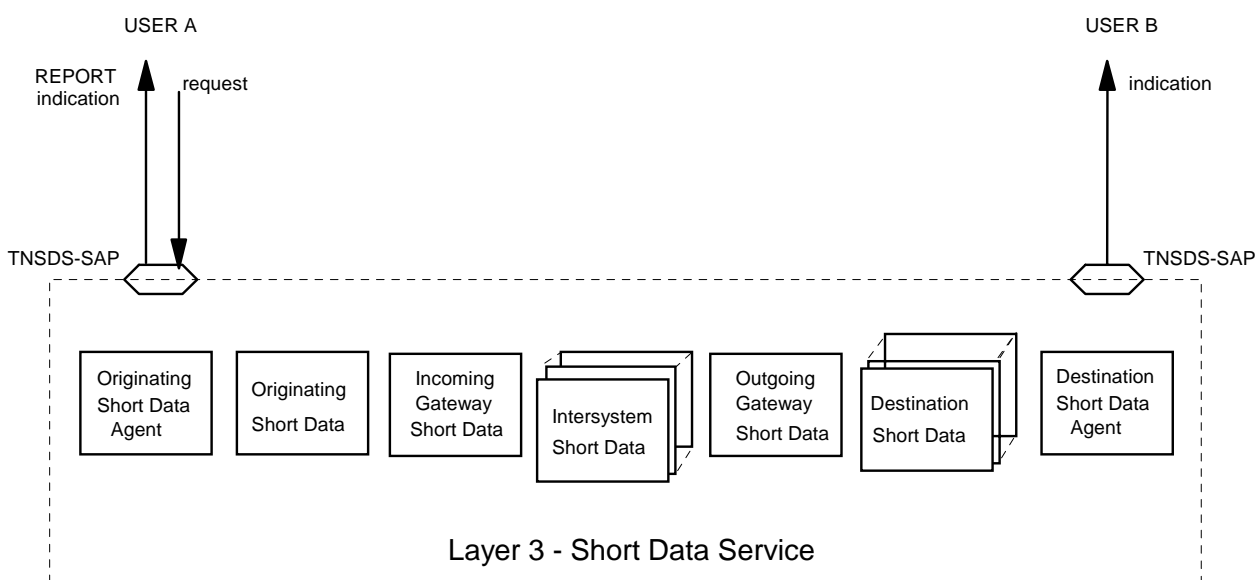 USER A
USER B
REPORT
indication
request
indication
TNSDS-SAP
TNSDS-SAP
Originating
Short Data
Agent
Originating
Short Data
Incoming
Gateway
Short Data
Intersystem
Short Data
Outgoing
Gateway
Short Data
Destination
Short Data
Destination
Short Data
Agent
Layer 3 - Short Data Service